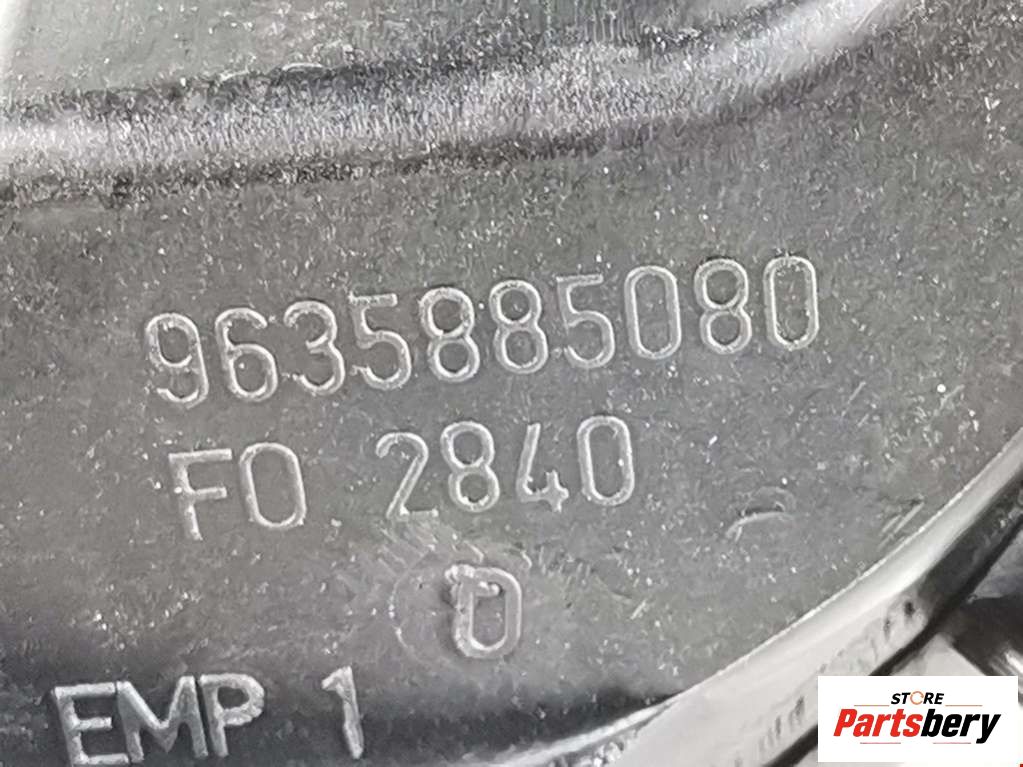 9635885080
FO 2840
0
EMP 1
STORE
Partsbery